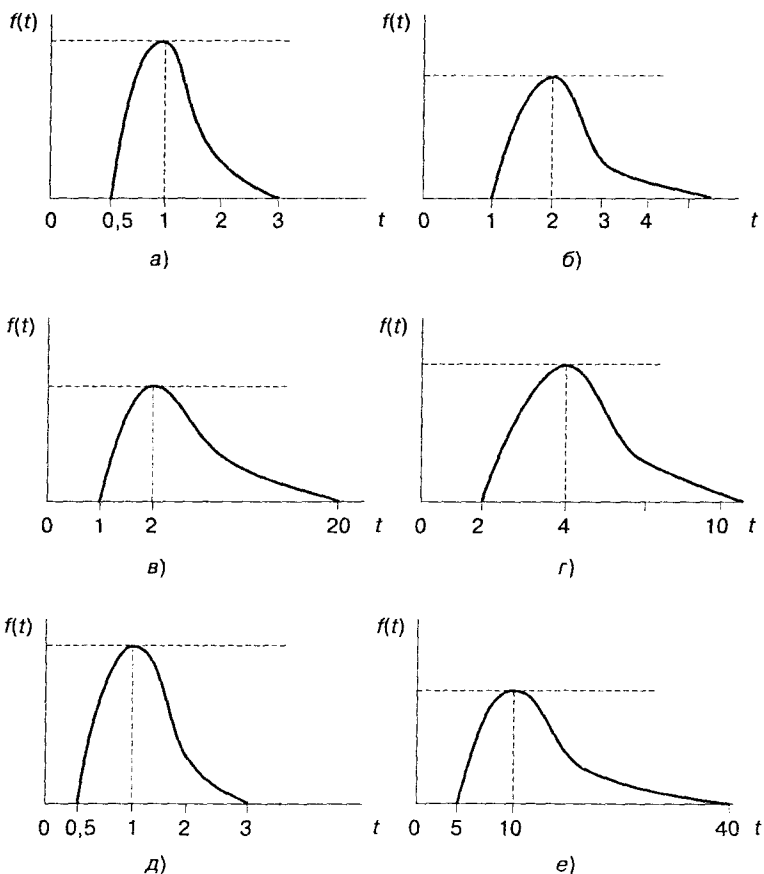 f(t)
0 0,5 1 2 3 t
а)
f(t)
0 1 2 3 4 t
б)
f(t)
0 1 2 20 t
в)
f(t)
0 2 4 10 t
г)
f(t)
0 0,5 1 2 3 t
д)
f(t)
0 5 10 40 t
е)